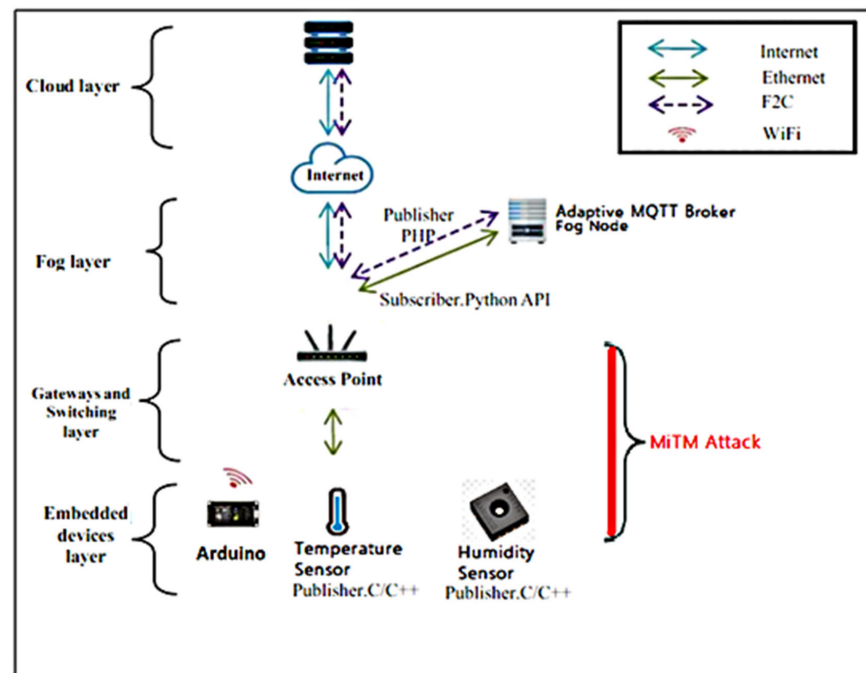 Cloud layer
Internet
Internet
Ethernet
F2C
WiFi
Fog layer
Publisher
PHP
Adaptive MQTT Broker
Fog Node
Subscriber.Python API
Gateways and
Switching
layer
Access Point
MiTM Attack
Embedded
devices
layer
Arduino
Temperature
Sensor
Publisher.C/C++
Humidity
Sensor
Publisher.C/C++